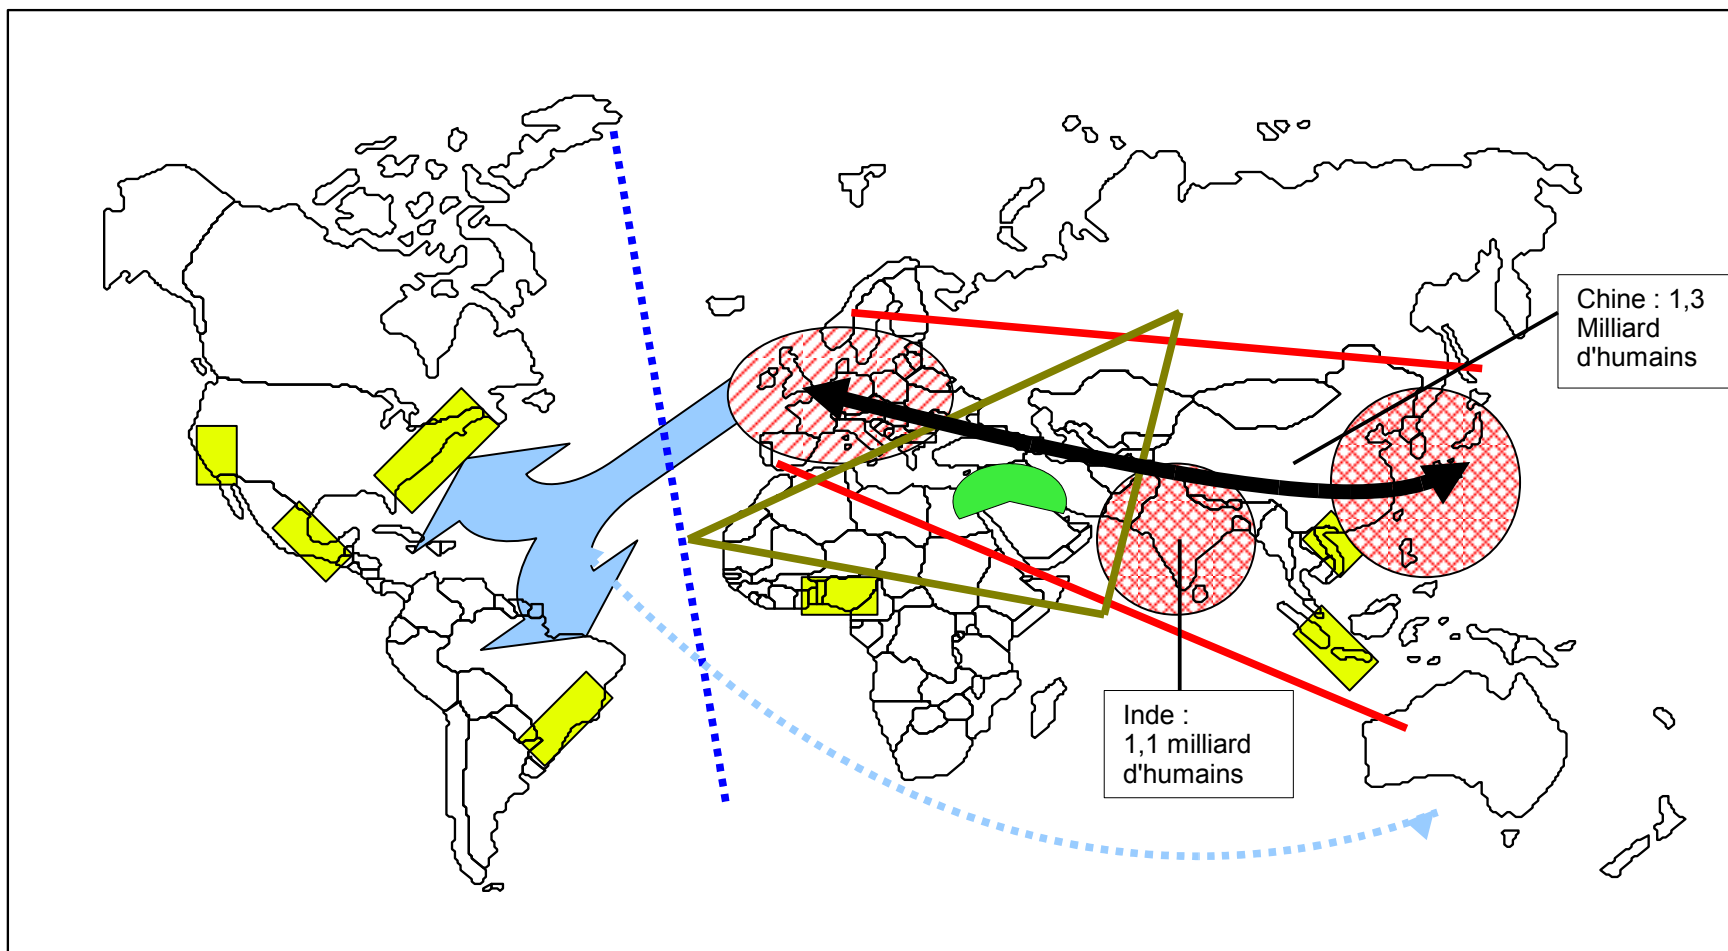 Chine : 1,3
Milliard
d'humains
Inde :
1,1 milliard
d'humains